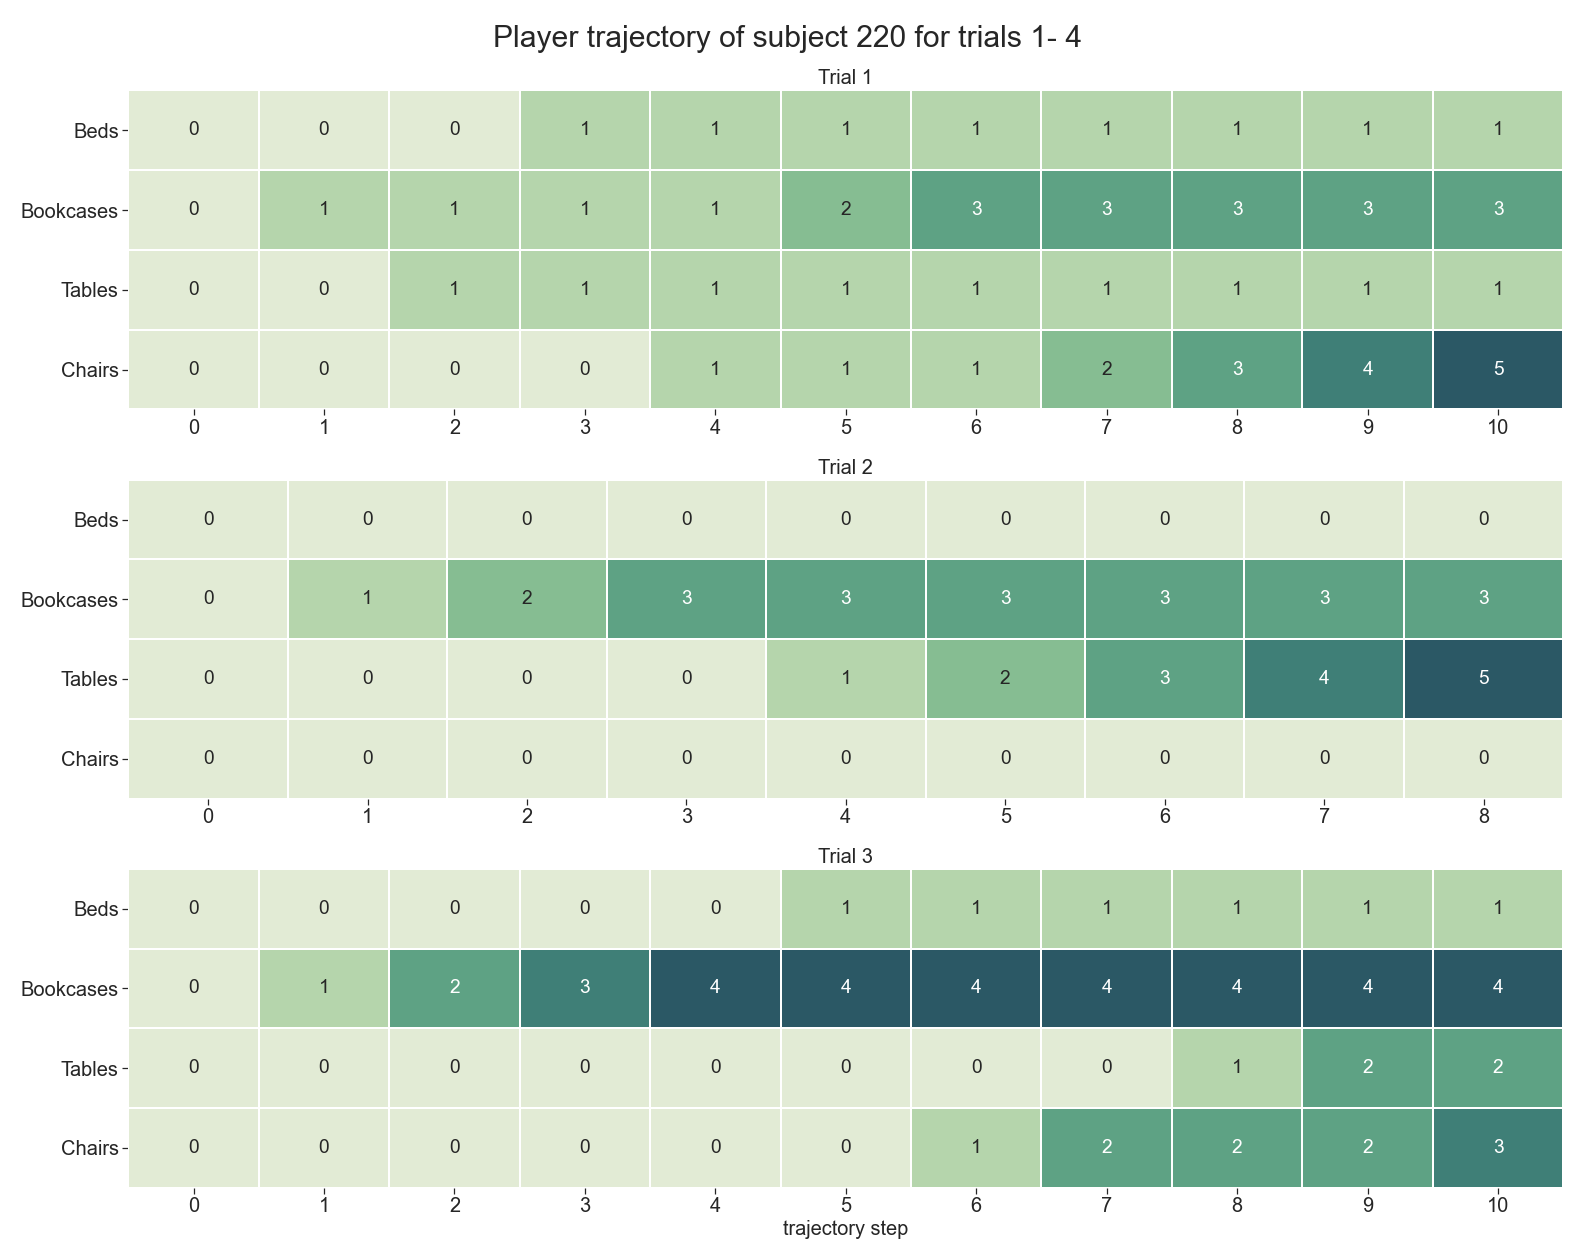 Player trajectory of subject 220 for trials 1- 4
Trial 1
Beds 0 0 0 1 1 1 1 1 1 1 1
Bookcases 0 1 1 1 1 2 3 3 3 3 3
Tables 0 0 1 1 1 1 1 1 1 1 1
Chairs 0 0 0 0 1 1 1 2 3 4 5
0 1 2 3 4 5 6 7 8 9 10
Trial 2
Beds 0 0 0 0 0 0 0 0 0
Bookcases 0 1 2 3 3 3 3 3 3
Tables 0 0 0 0 1 2 3 4 5
Chairs 0 0 0 0 0 0 0 0 0
0 1 2 3 4 5 6 7 8
Trial 3
Beds 0 0 0 0 0 1 1 1 1 1 1
Bookcases 0 1 2 3 4 4 4 4 4 4 4
Tables 0 0 0 0 0 0 0 0 1 2 2
Chairs 0 0 0 0 0 0 1 2 2 2 3
0 1 2 3 4 5 6 7 8 9 10
trajectory step